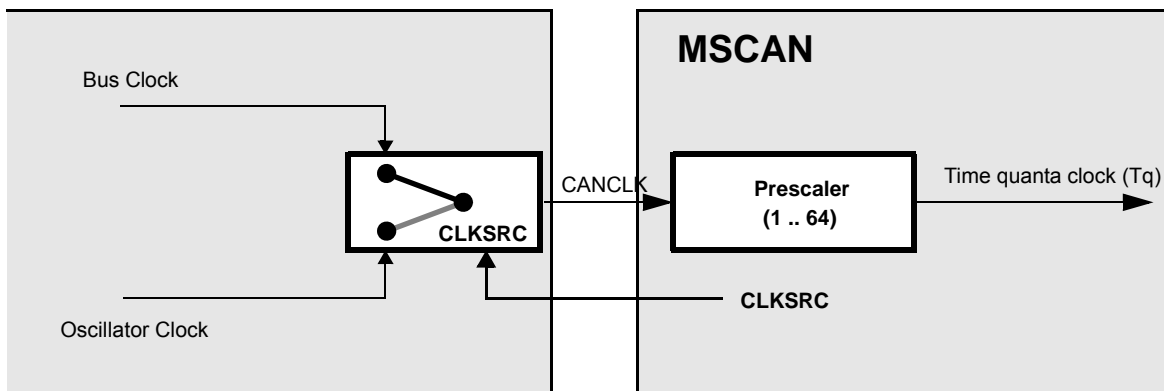 MSCAN
Bus Clock
CANCLK
Prescaler
(1 .. 64)
Time quanta clock (Tq)
CLKSRC
CLKSRC
Oscillator Clock